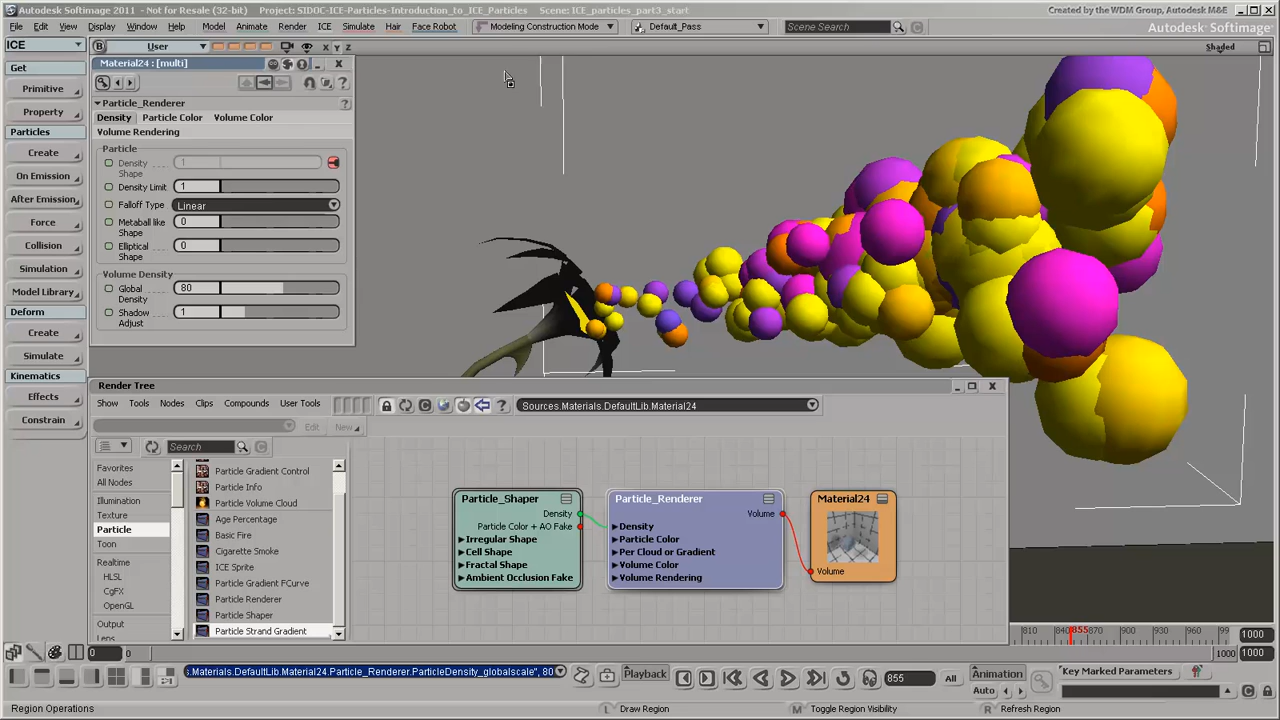 Autodesk Softimage 2011 - Not for Resale (32-bit) Project: SIDOC-ICE-Particles-Introduction_to_ICE_Particles Scene: ICE_particles_part3_start Created by the WDM Group, Autodesk M&E
File Edit View Display Window Model Animate Render ICE Simulate Hair Face Robot Modeling Construction Mode Default_Pass Search Scene Help
Autodesk Softimage
ICE B User X Y Z Shaded
Get
Primitive
Property
Particles
Create
On Emission
After Emission
Force
Collision
Simulation
Model Library
Deform
Create
Simulate
Kinematics
Effects
Constrain
Material24 : [multi]
Particle_Renderer
Density Particle Color Volume Color
Volume Rendering
Particle
Density Shape 1
Density Limit 1
Falloff Type Linear
Metaball like Shape 0
Elliptical Shape 0
Volume Density
Global Density 80
Shadow Adjust 1
Render Tree
Show Tools Nodes Clips Compounds User Tools Sources.Materials.DefaultLib.Material24
Edit New
Search
Favorites
All Nodes
Illumination
Texture
Particle
Toon
Realtime
HLSL
CgFX
OpenGL
Output
Lens
Particle Gradient Control
Particle Info
Particle Volume Cloud
Age Percentage
Basic Fire
Cigarette Smoke
ICE Sprite
Particle Gradient FCurve
Particle Renderer
Particle Shaper
Particle Strand Gradient
Particle_Shaper
Density
Particle Color + AO Fake
Irregular Shape
Cell Shape
Fractal Shape
Ambient Occlusion Fake
Particle_Renderer
Volume
Density
Particle Color
Per Cloud or Gradient
Volume Color
Volume Rendering
Material24
Volume
810 840 855 870 900 930 960 99 1000
0 0 1000 1000
s.Materials.DefaultLib.Material24.Particle_Renderer.ParticleDensity_globalscale", 80 Playback 855 All Animation Key Marked Parameters
Auto
Region Operations L Draw Region M Toggle Region Visibility R Refresh Region